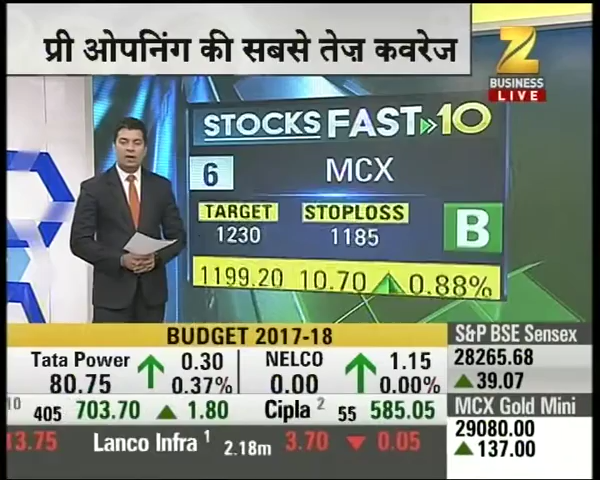 प्री ओपनिंग की सबसे तेज़ कवरेज
Z
BUSINESS
LIVE
STOCKS FAST 10
6 MCX
TARGET STOPLOSS
1230 1185 B
1199.20 10.70 0.88%
BUDGET 2017-18
Tata Power 0.30 NELCO 1.15
80.75 0.37% 0.00 0.00%
10 405 703.70 1.80 Cipla 2 55 585.05
13.75 Lanco Infra 1 2.18m 3.70 0.05
S&P BSE Sensex
28265.68
39.07
MCX Gold Mini
29080.00
137.00